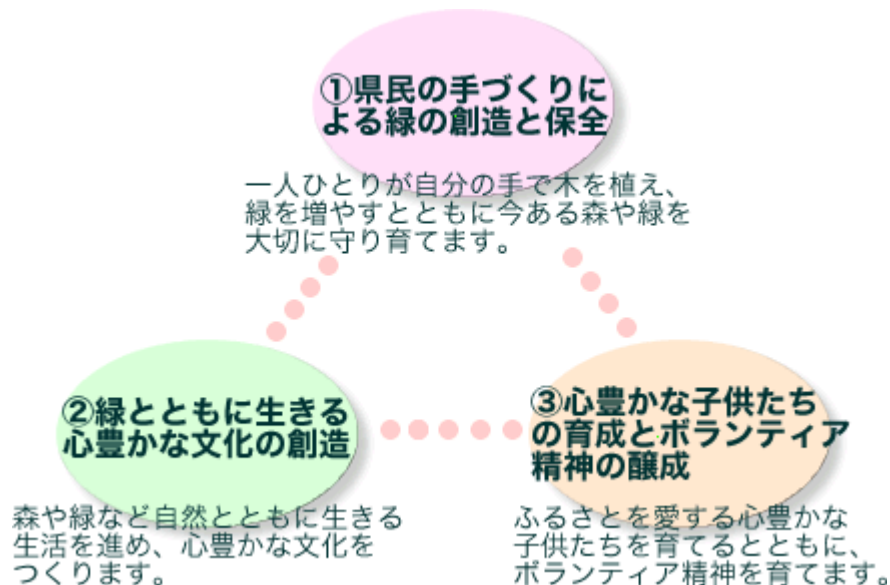 ①県民の手づくりに
よる緑の創造と保全
一人ひとりが自分の手で木を植え、
緑を増やすとともに今ある森や緑を
大切に守り育てます。
②緑とともに生きる
心豊かな文化の創造
森や緑など自然とともに生きる
生活を進め、心豊かな文化を
つくります。
③心豊かな子供たち
の育成とボランティア
精神の醸成
ふるさとを愛する心豊かな
子供たちを育てるとともに、
ボランティア精神を育てます。